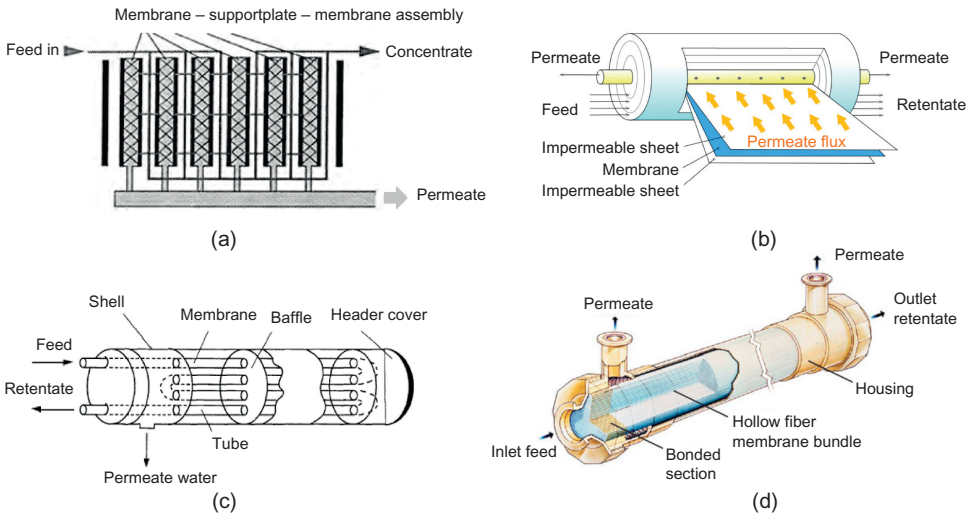 Membrane – supportplate – membrane assembly
Feed in
Concentrate
Permeate
(a)
Permeate
Permeate
Feed
Retentate
Permeate flux
Impermeable sheet
Membrane
Impermeable sheet
(b)
Shell
Membrane
Baffle
Header cover
Feed
Retentate
Tube
Permeate water
(c)
Permeate
Permeate
Outlet
retentate
Housing
Hollow fiber
membrane bundle
Inlet feed
Bonded
section
(d)